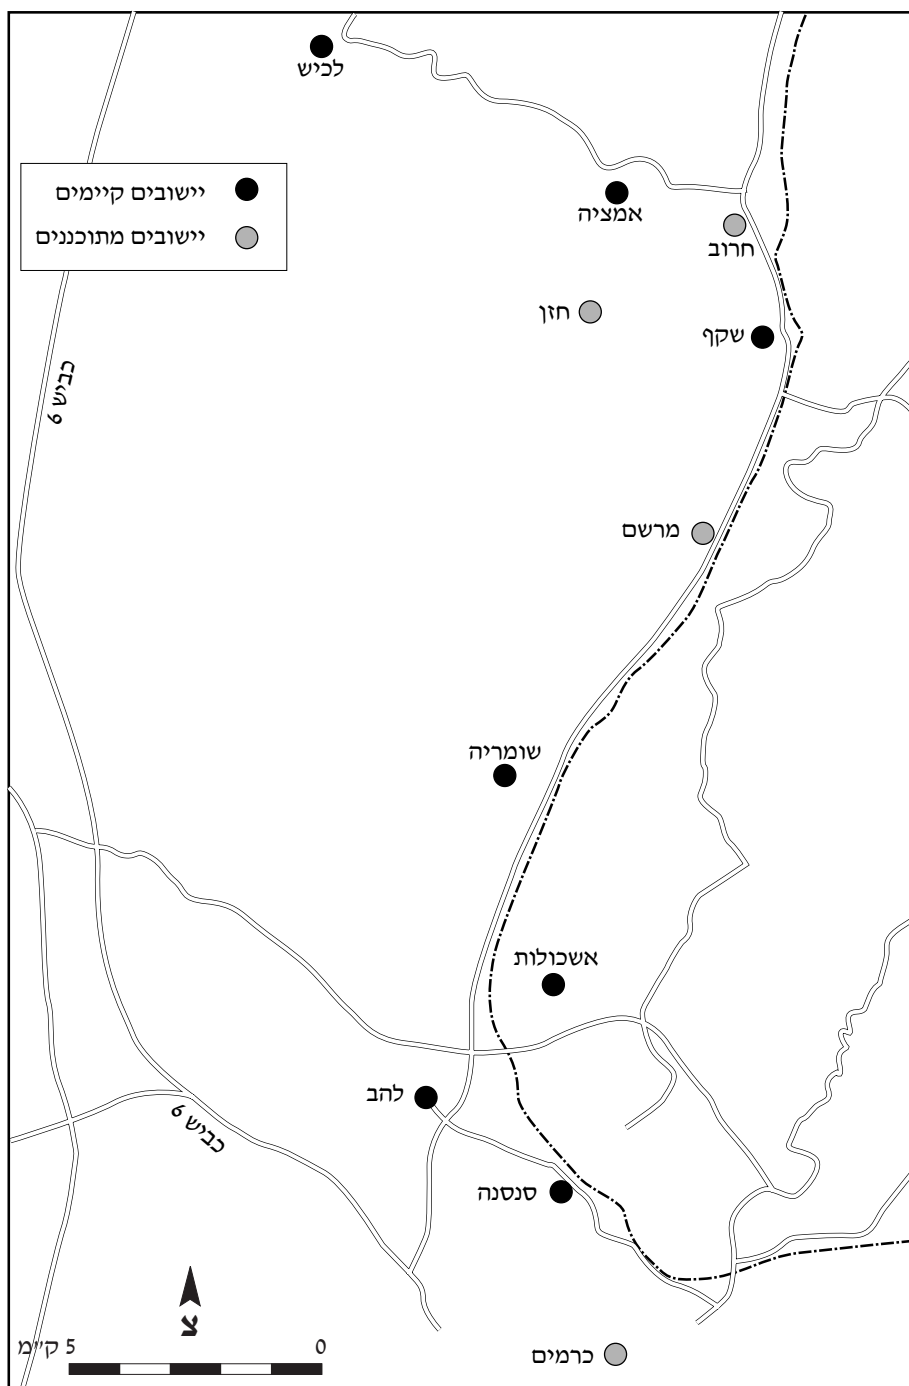 לכיש
יישובים קיימים
יישובים מתוכננים
אמציה
חרוב
חזן
שקף
כביש 6
מרשם
שומריה
אשכולות
להב
כביש 6
סנסנה
צ
5 ק״מ
0
כרמים